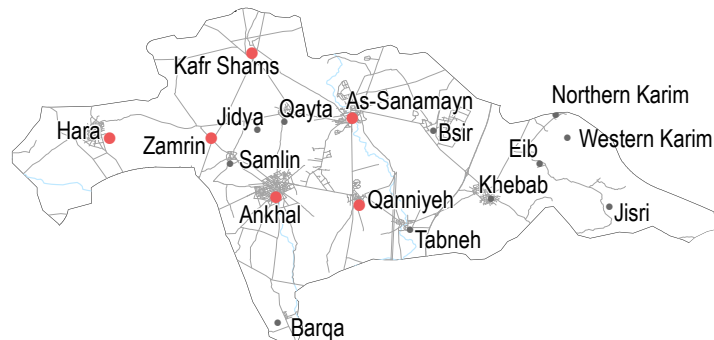 Kafr Shams
Northern Karim
Jidya
Qayta
As-Sanamayn
Hara
Zamrin
Bsir
Western Karim
Samlin
Eib
Khebab
Ankhal
Qanniyeh
Jisri
Tabneh
Barqa